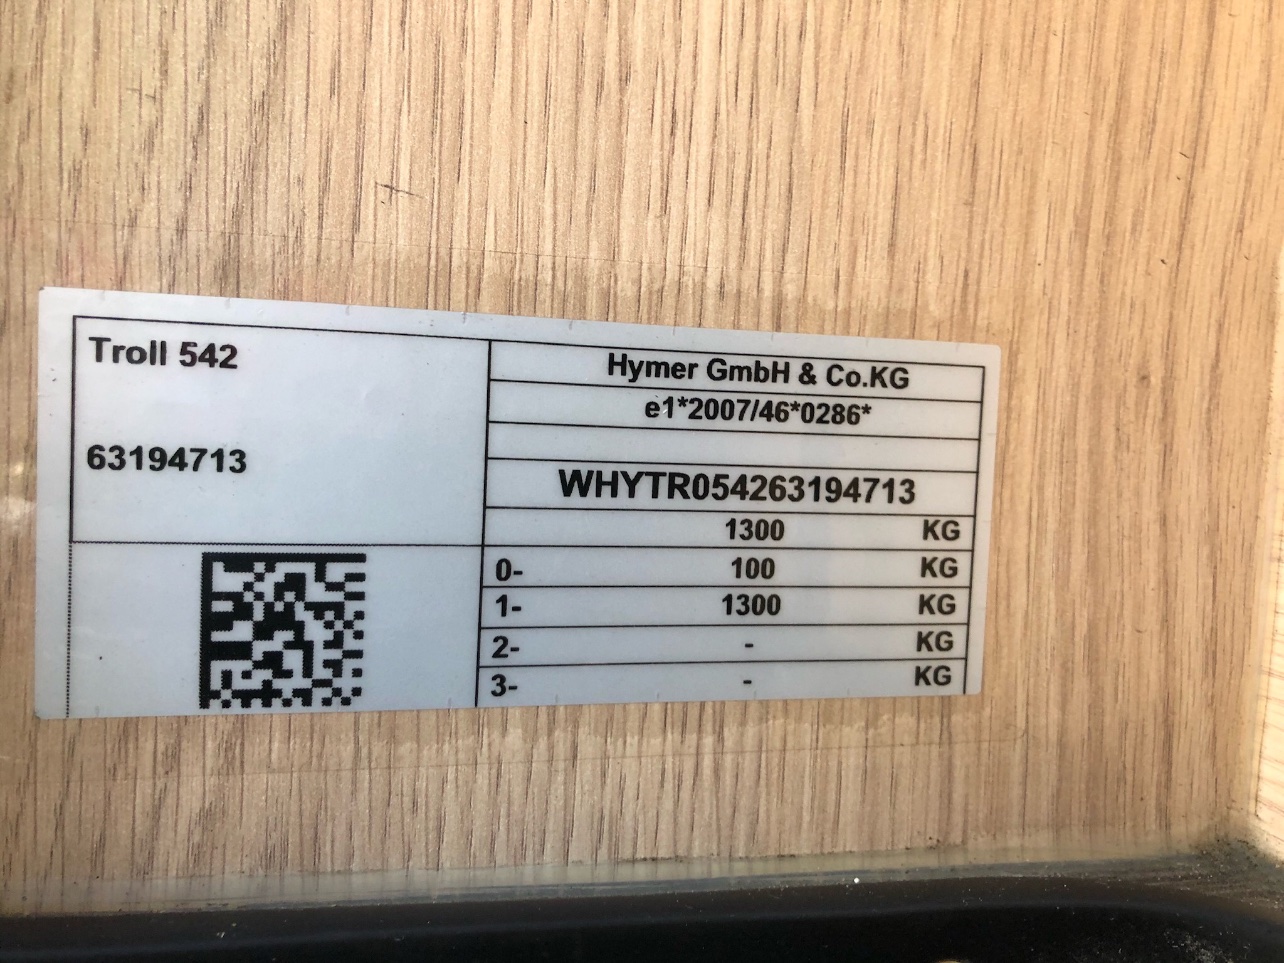 Troll 542
63194713
Hymer GmbH & Co.KG
e1*2007/46*0286*
WHYTR054263194713
1300 KG
0- 100 KG
1- 1300 KG
2- - KG
3- - KG